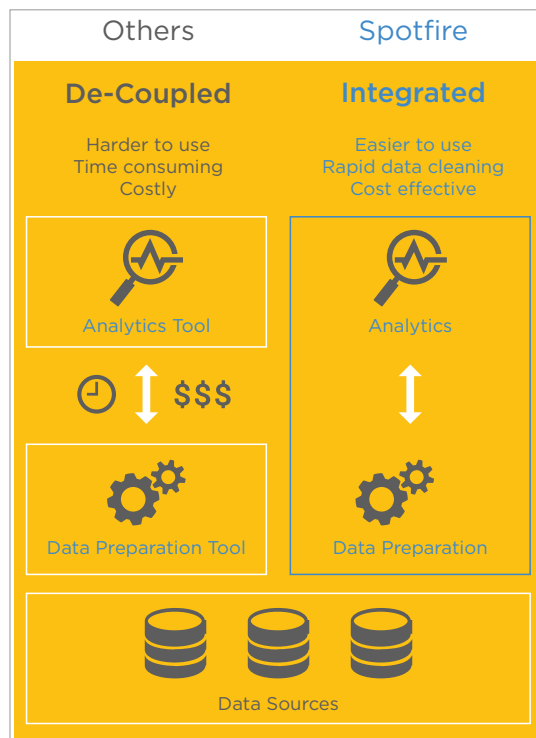 Others
Spotfire
De-Coupled
Integrated
Harder to use
Time consuming
Costly
Easier to use
Rapid data cleaning
Cost effective
Analytics Tool
Analytics
$$$
Data Preparation Tool
Data Preparation
Data Sources